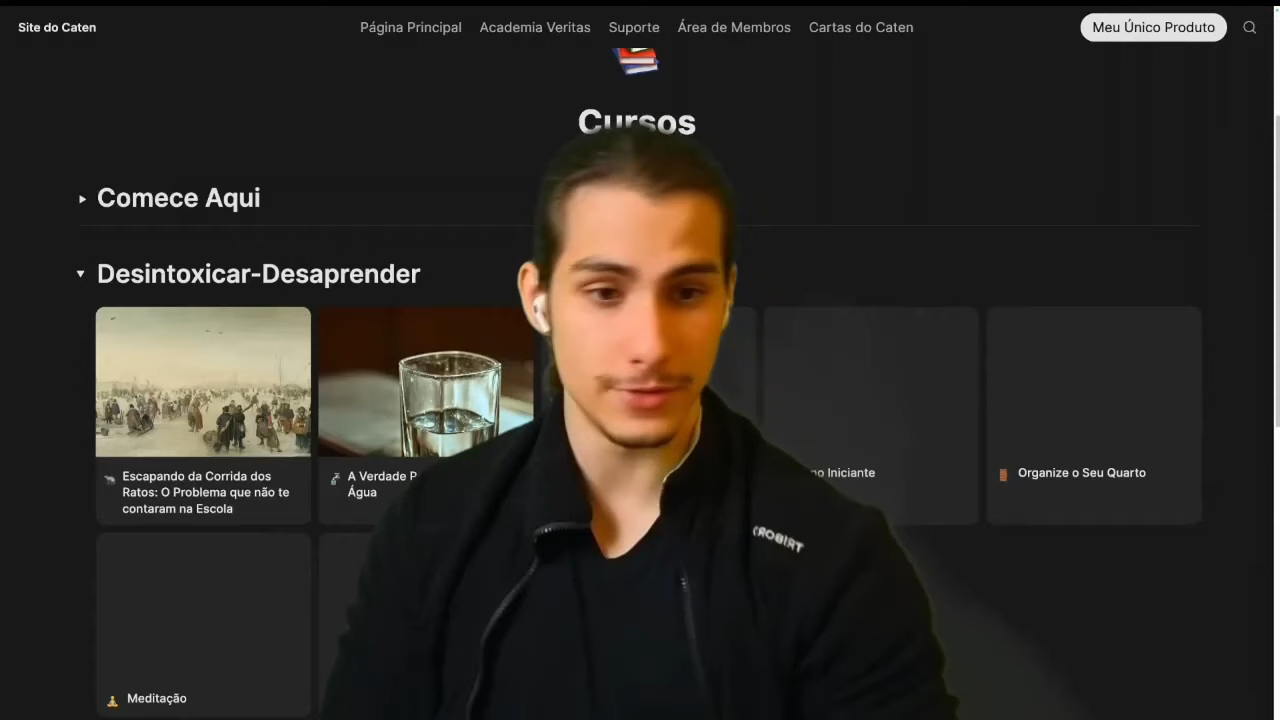 Site do Caten
Página Principal
Academia Veritas
Suporte
Área de Membros
Cartas do Caten
Meu Único Produto
Cursos
Comece Aqui
Desintoxicar-Desaprender
Escapando da Corrida dos
Ratos: O Problema que não te
contaram na Escola
A Verdade
Água
Iniciante
Organize o Seu Quarto
Meditação